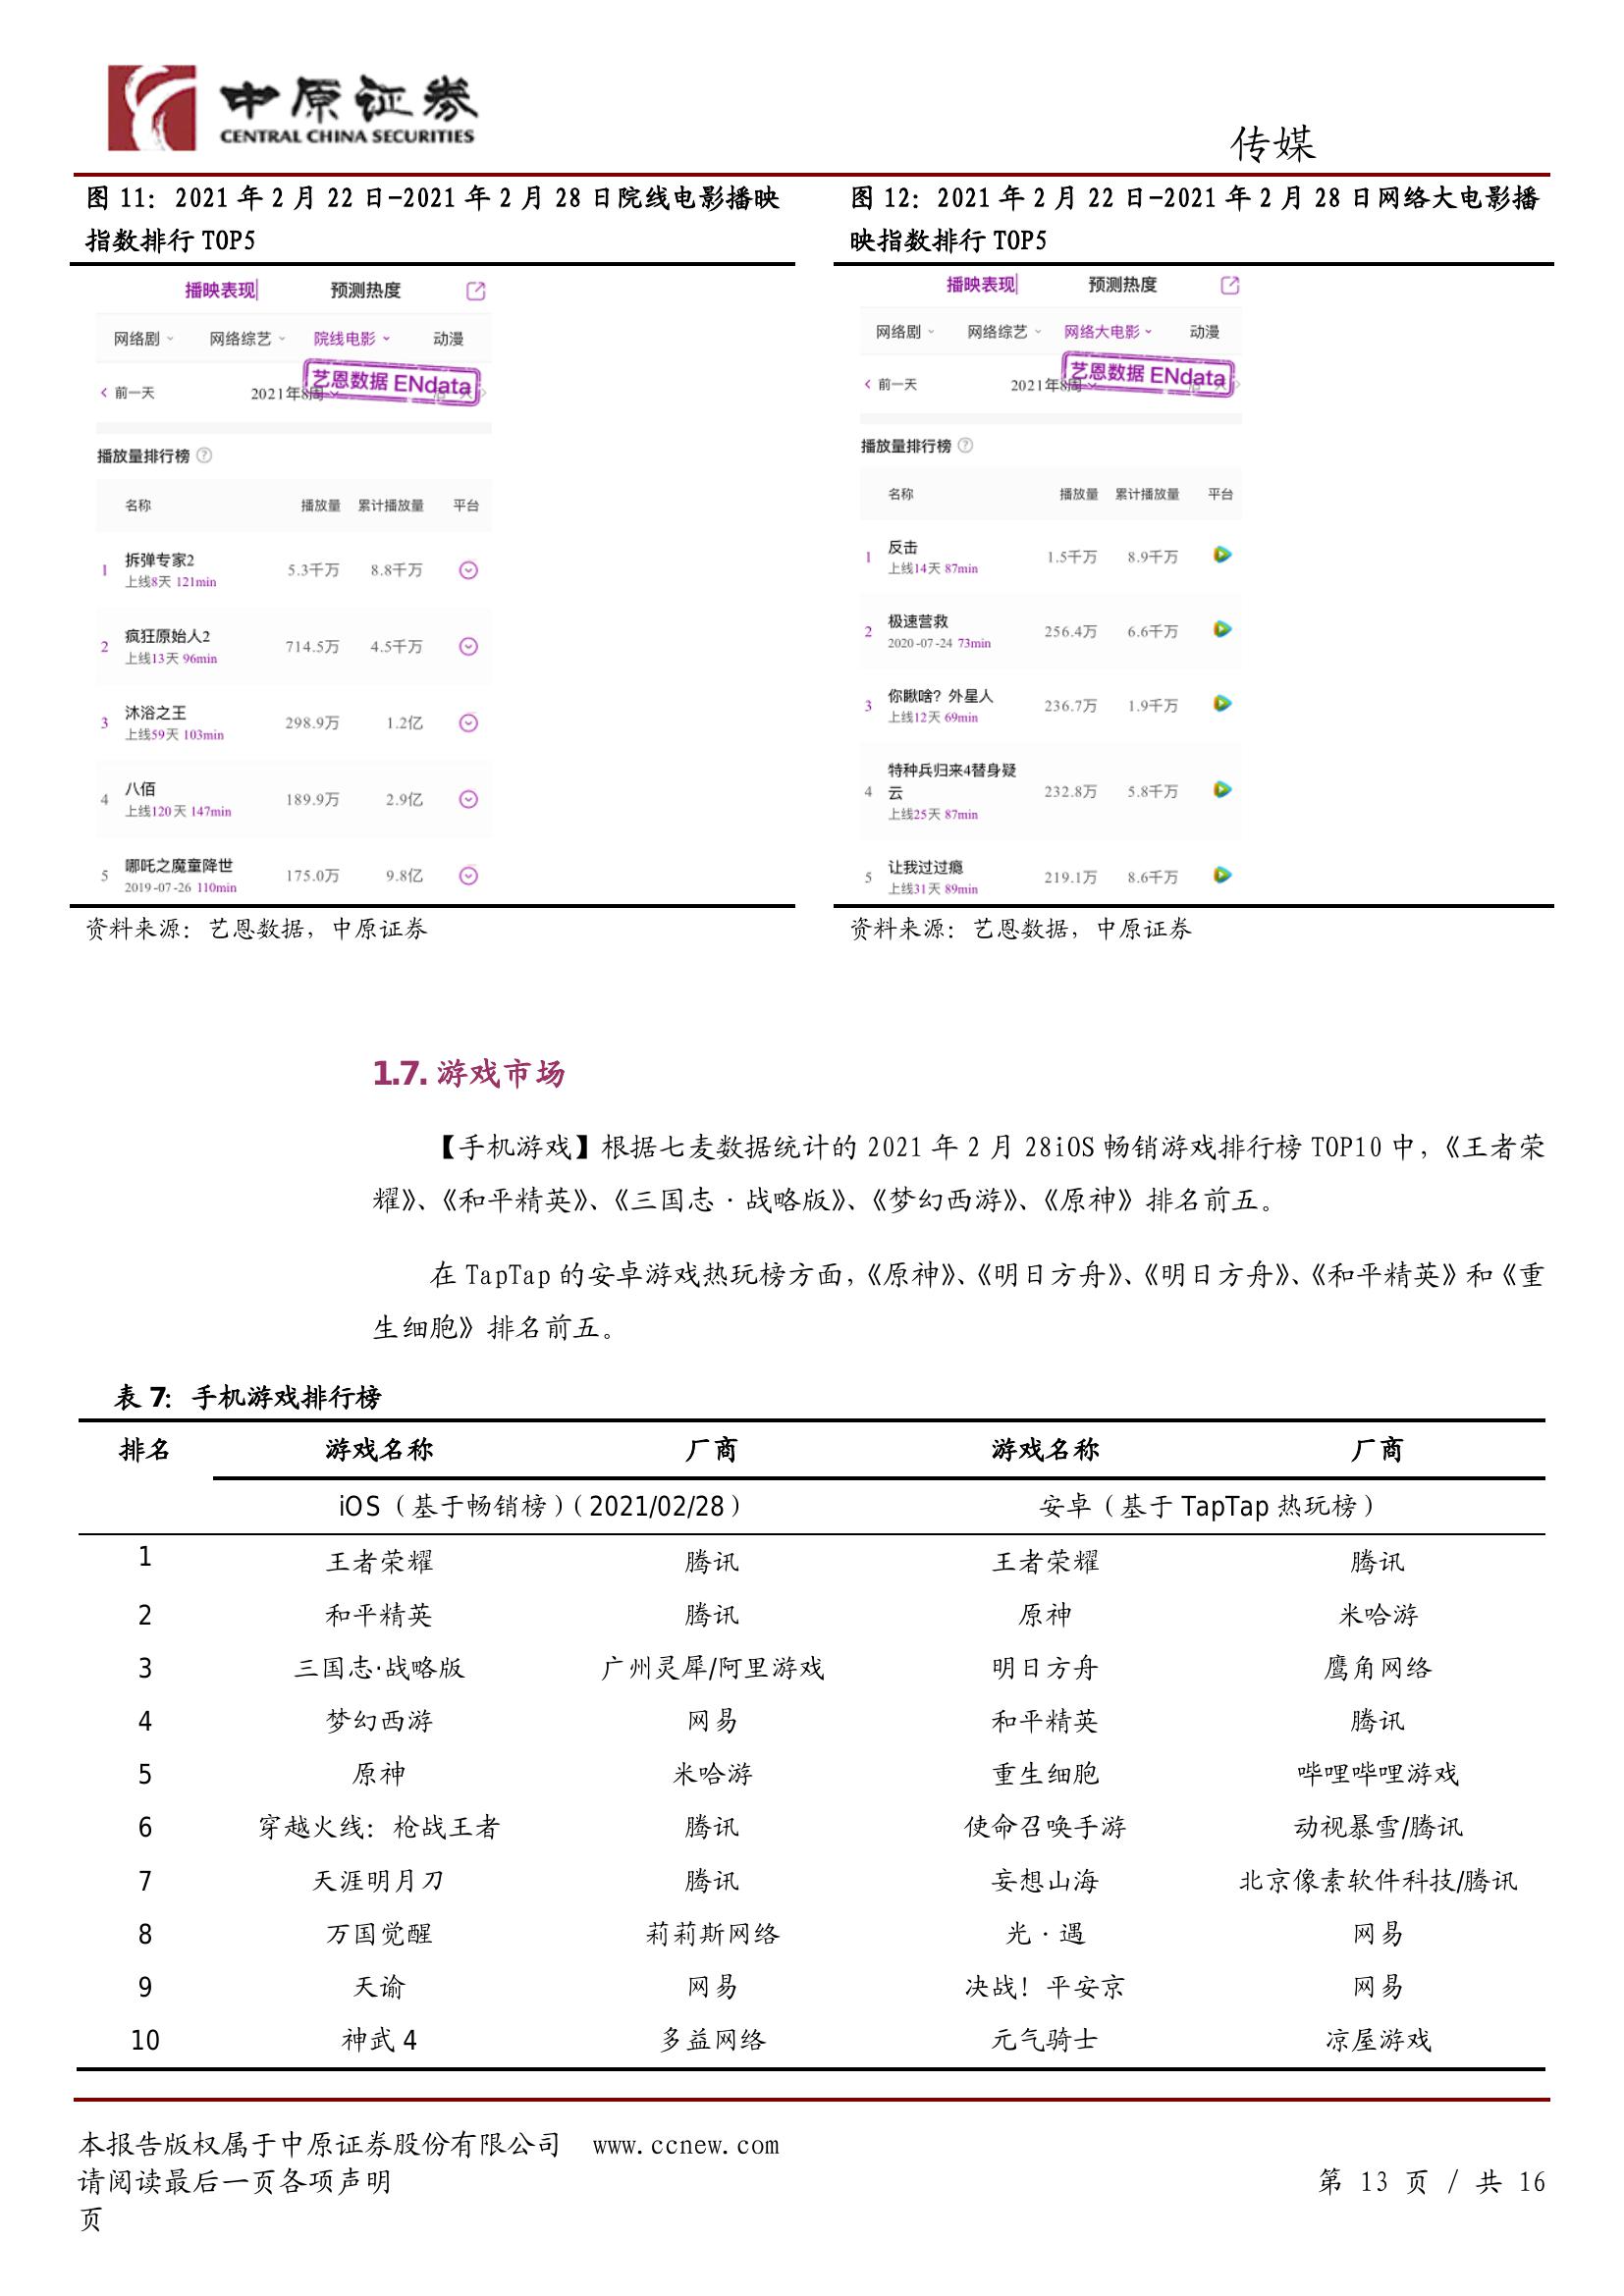 中原证券
CENTRAL CHINA SECURITIES
传媒
图 11：2021 年 2 月 22 日-2021 年 2 月 28 日院线电影播映
指数排行 TOP5
播映表现 预测热度
网络剧 网络综艺 院线电影 动漫
艺恩数据 ENdata
前一天 2021年8周
播放量排行榜
名称 播放量 累计播放量 平台
1 拆弹专家2 5.3千万 8.8千万
上线8天 121min
2 疯狂原始人2 714.5万 4.5千万
上线13天 96min
3 沐浴之王 298.9万 1.2亿
上线59天 103min
4 八佰 189.9万 2.9亿
上线120天 147min
5 哪吒之魔童降世 175.0万 9.8亿
2019-07-26 110min
资料来源：艺恩数据，中原证券
图 12：2021 年 2 月 22 日-2021 年 2 月 28 日网络大电影播
映指数排行 TOP5
播映表现 预测热度
网络剧 网络综艺 网络大电影 动漫
艺恩数据 ENdata
前一天 2021年8周
播放量排行榜
名称 播放量 累计播放量 平台
1 反击 1.5千万 8.9千万
上线14天 87min
2 极速营救 256.4万 6.6千万
2020-07-24 73min
3 你瞅啥？外星人 236.7万 1.9千万
上线12天 69min
4 特种兵归来4替身疑
云 232.8万 5.8千万
上线25天 87min
5 让我过过瘾 219.1万 8.6千万
上线31天 89min
资料来源：艺恩数据，中原证券
1.7. 游戏市场
【手机游戏】根据七麦数据统计的 2021 年 2 月 28iOS 畅销游戏排行榜 TOP10 中，《王者荣
耀》、《和平精英》、《三国志·战略版》、《梦幻西游》、《原神》排名前五。
在 TapTap 的安卓游戏热玩榜方面，《原神》、《明日方舟》、《明日方舟》、《和平精英》和《重
生细胞》排名前五。
表 7：手机游戏排行榜
排名 游戏名称 厂商 游戏名称 厂商
iOS（基于畅销榜）（2021/02/28） 安卓（基于 TapTap 热玩榜）
1 王者荣耀 腾讯 王者荣耀 腾讯
2 和平精英 腾讯 原神 米哈游
3 三国志·战略版 广州灵犀/阿里游戏 明日方舟 鹰角网络
4 梦幻西游 网易 和平精英 腾讯
5 原神 米哈游 重生细胞 哔哩哔哩游戏
6 穿越火线：枪战王者 腾讯 使命召唤手游 动视暴雪/腾讯
7 天涯明月刀 腾讯 妄想山海 北京像素软件科技/腾讯
8 万国觉醒 莉莉斯网络 光·遇 网易
9 天谕 网易 决战！平安京 网易
10 神武 4 多益网络 元气骑士 凉屋游戏
本报告版权属于中原证券股份有限公司 www.ccnew.com
请阅读最后一页各项声明 第 13 页 / 共 16
页